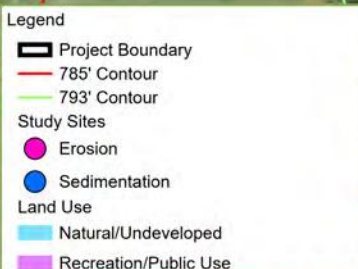 Legend
Project Boundary
785' Contour
793' Contour
Study Sites
Erosion
Sedimentation
Land Use
Natural/Undeveloped
Recreation/Public Use